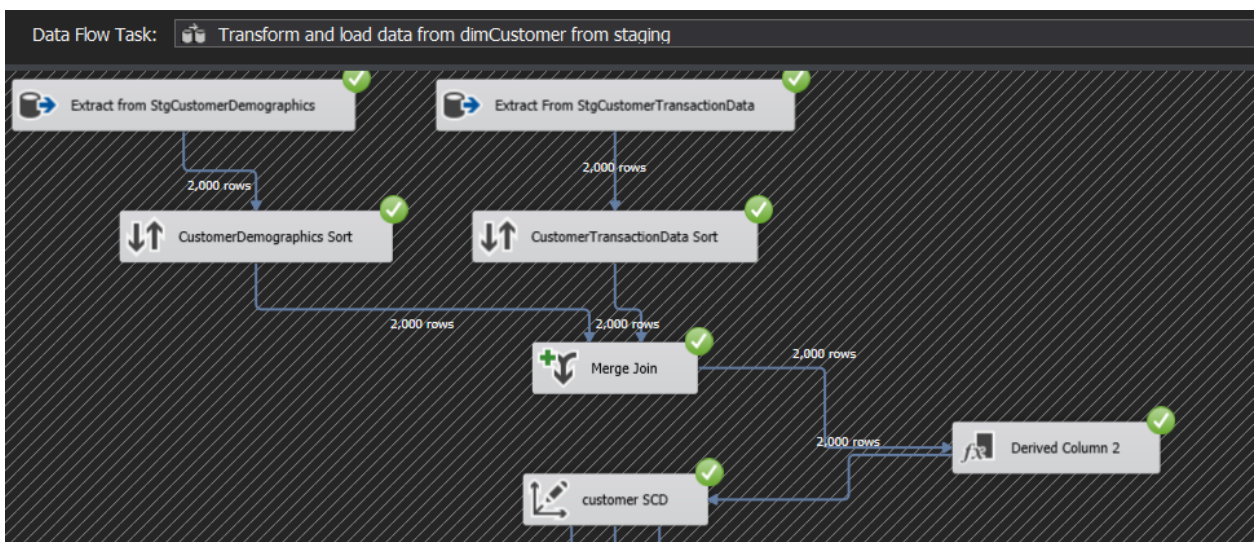 Data Flow Task: Transform and load data from dimCustomer from staging
Extract from StgCustomerDemographics
Extract From StgCustomerTransactionData
2,000 rows
2,000 rows
CustomerDemographics Sort
CustomerTransactionData Sort
2,000 rows
2,000 rows
Merge Join
2,000 rows
2,000 rows
Derived Column 2
customer SCD